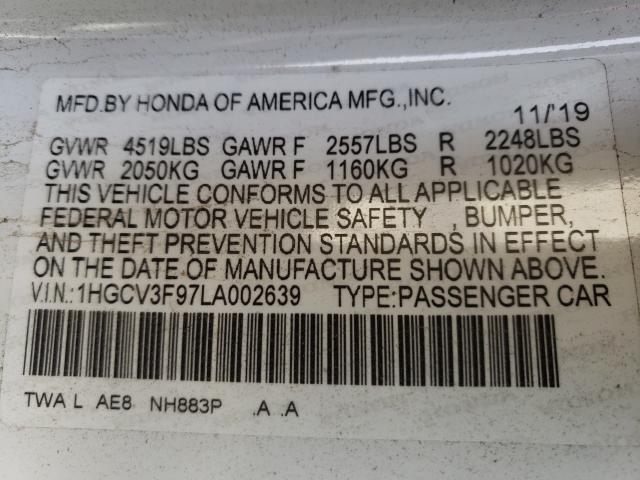 MFD.BY HONDA OF AMERICA MFG.,INC.
11/'19
GVWR 4519LBS GAWR F 2557LBS R 2248LBS
GVWR 2050KG GAWR F 1160KG R 1020KG
THIS VEHICLE CONFORMS TO ALL APPLICABLE
FEDERAL MOTOR VEHICLE SAFETY , BUMPER,
AND THEFT PREVENTION STANDARDS IN EFFECT
ON THE DATE OF MANUFACTURE SHOWN ABOVE.
V.I.N.:1HGCV3F97LA002639 TYPE:PASSENGER CAR
TWA L AE8 NH883P .A .A